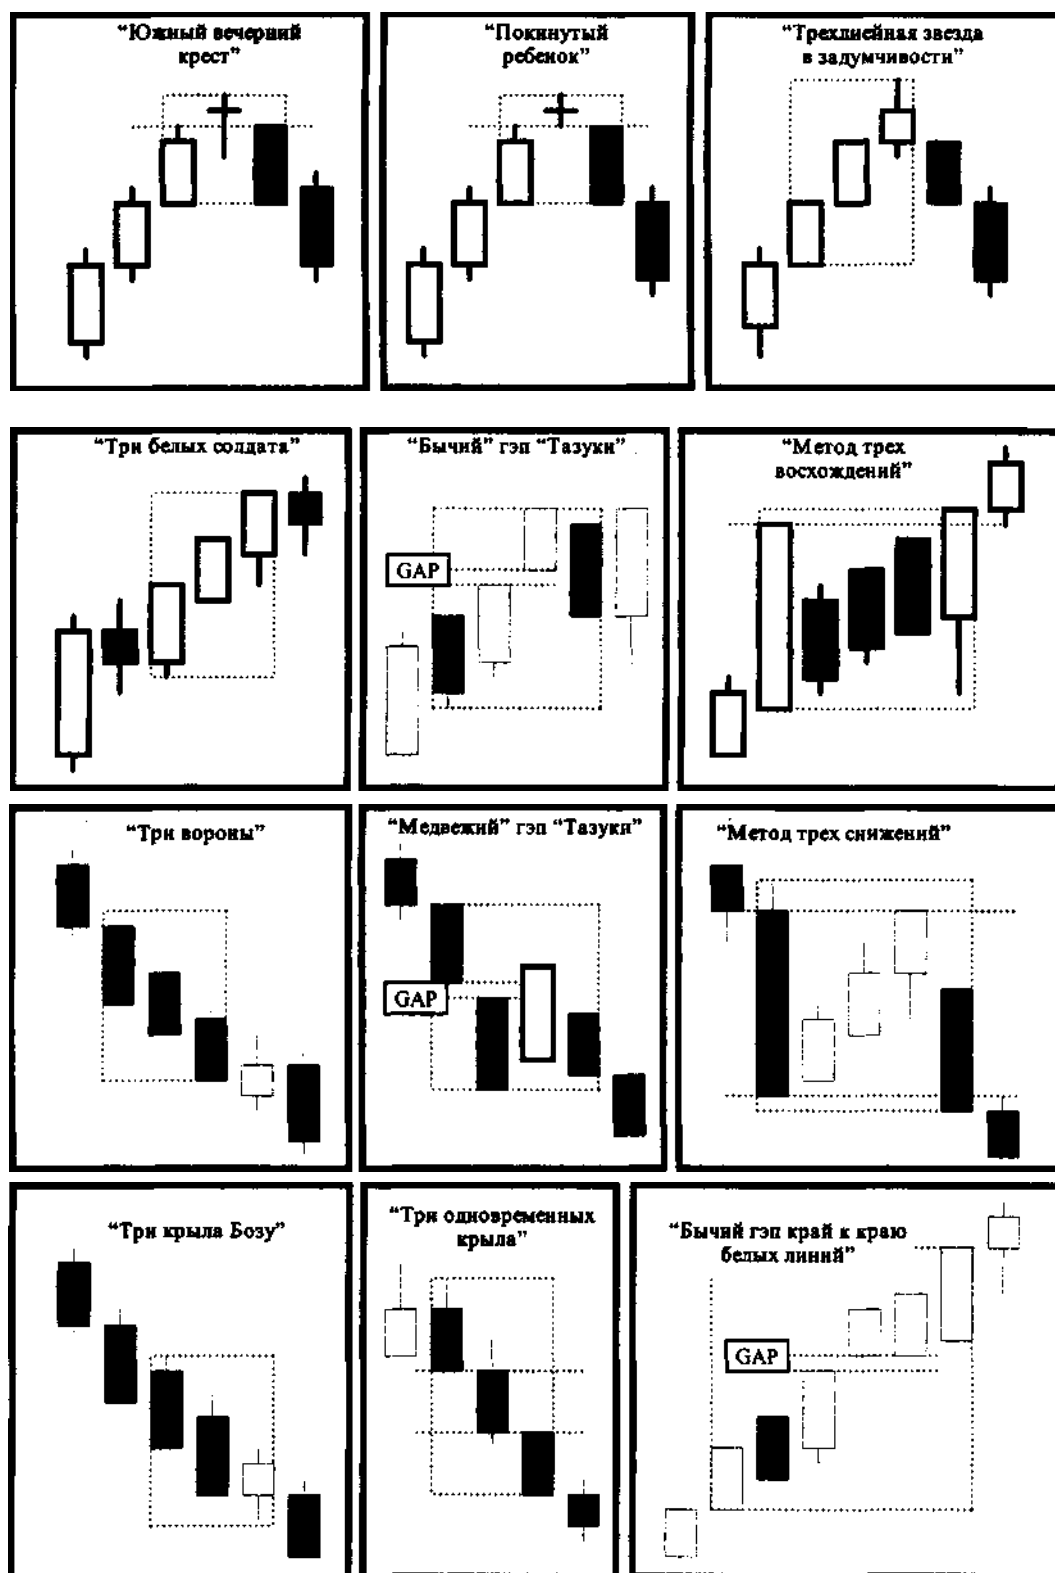 “Южный вечерний
крест”
“Покинутый
ребенок”
“Трехлнейная звезда
в задумчивости”
“Три белых солдата”
“Бычий” гэп “Тазуки”
“Метод трех
восхождений”
GAP
“Три вороны”
“Медвежий” гэп “Тазуки”
“Метод трех снижений”
GAP
“Три крыла Бозу”
“Три одновременных
крыла”
“Бычий гэп край к краю
белых линий”
GAP